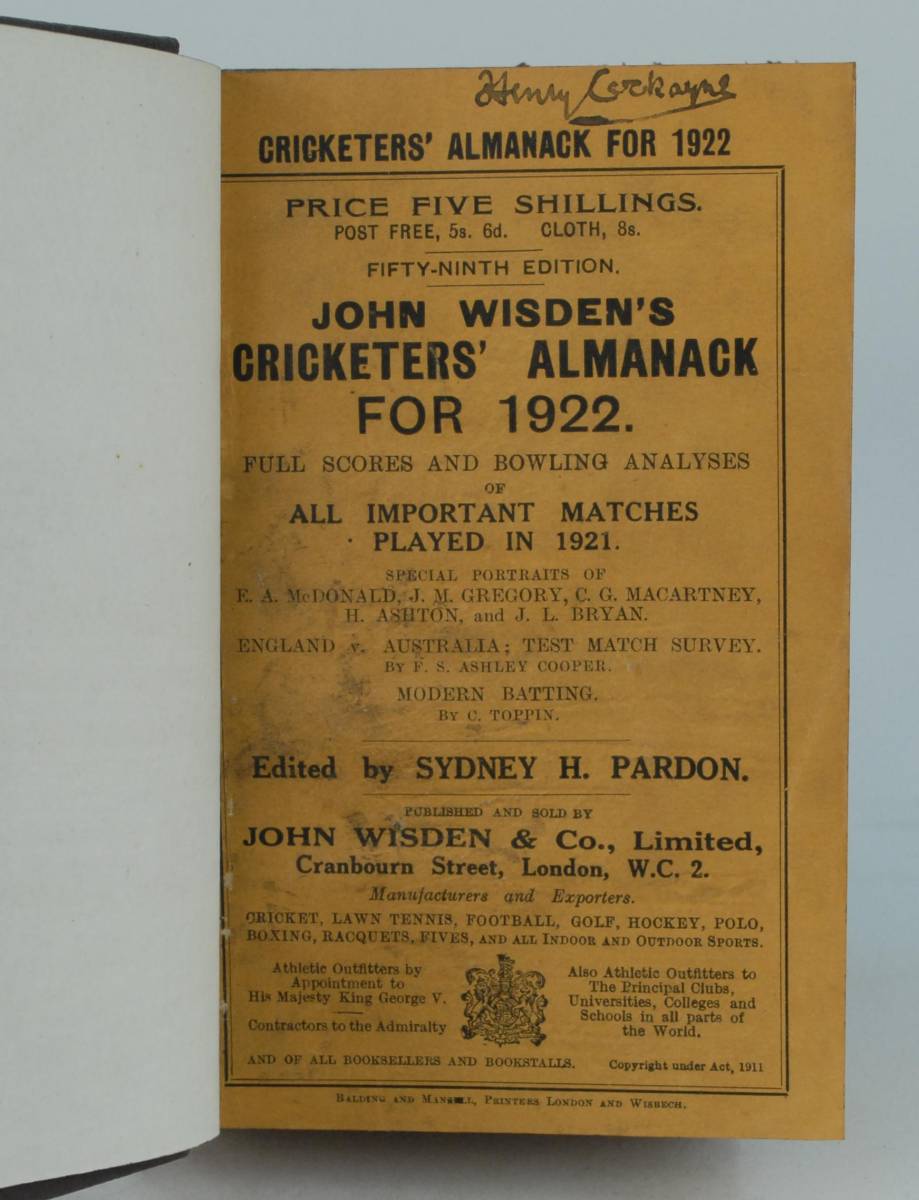 Henry Cockayne
CRICKETERS' ALMANACK FOR 1922
PRICE FIVE SHILLINGS.
POST FREE, 5s. 6d. CLOTH, 8s.
FIFTY-NINTH EDITION.
JOHN WISDEN'S
CRICKETERS' ALMANACK
FOR 1922.
FULL SCORES AND BOWLING ANALYSES
OF
ALL IMPORTANT MATCHES
PLAYED IN 1921.
SPECIAL PORTRAITS OF
E. A. McDONALD, J. M. GREGORY, C. G. MACARTNEY,
H. ASHTON, and J. L. BRYAN.
ENGLAND v. AUSTRALIA; TEST MATCH SURVEY.
BY F. S. ASHLEY COOPER.
MODERN BATTING.
BY C. TOPPIN.
Edited by SYDNEY H. PARDON.
PUBLISHED AND SOLD BY
JOHN WISDEN & Co., Limited,
Cranbourn Street, London, W.C. 2.
Manufacturers and Exporters.
CRICKET, LAWN TENNIS, FOOTBALL, GOLF, HOCKEY, POLO,
BOXING, RACQUETS, FIVES, AND ALL INDOOR AND OUTDOOR SPORTS.
Athletic Outfitters by
Appointment to
His Majesty King George V.
Contractors to the Admiralty
Also Athletic Outfitters to
The Principal Clubs,
Universities, Colleges and
Schools in all parts of
the World.
AND OF ALL BOOKSELLERS AND BOOKSTALLS. Copyright under Act, 1911
BALDING AND MANSELL, PRINTERS LONDON AND WISBECH.